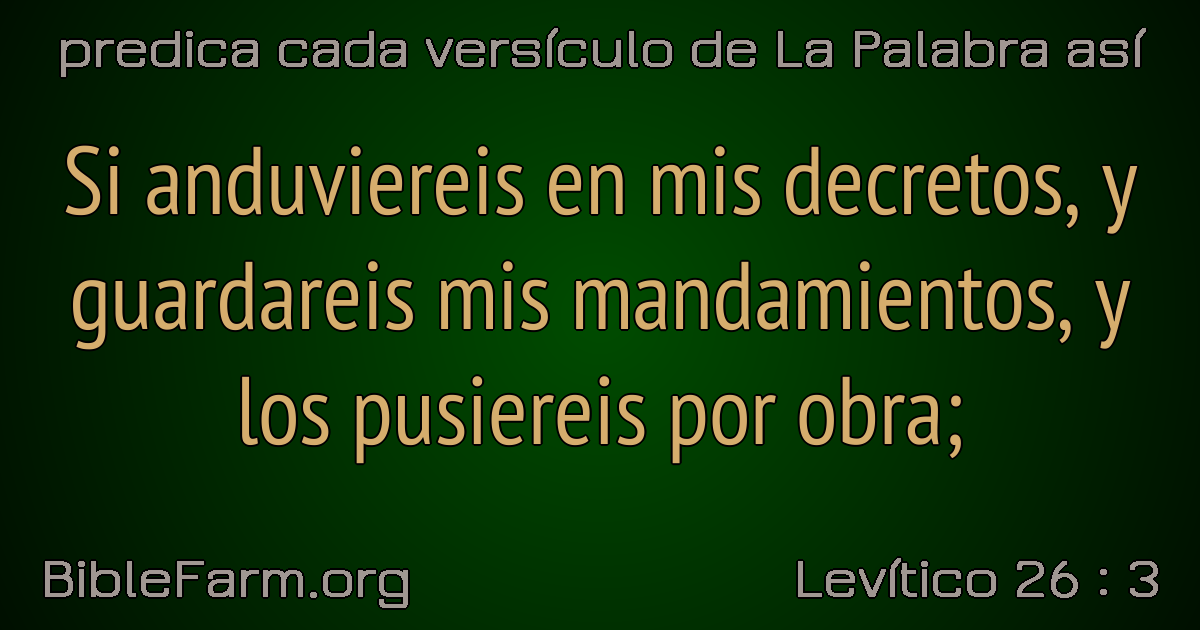 predica cada versículo de La Palabra así
Si anduviereis en mis decretos, y
guardareis mis mandamientos, y
los pusiereis por obra;
BibleFarm.org
Levítico 26 : 3